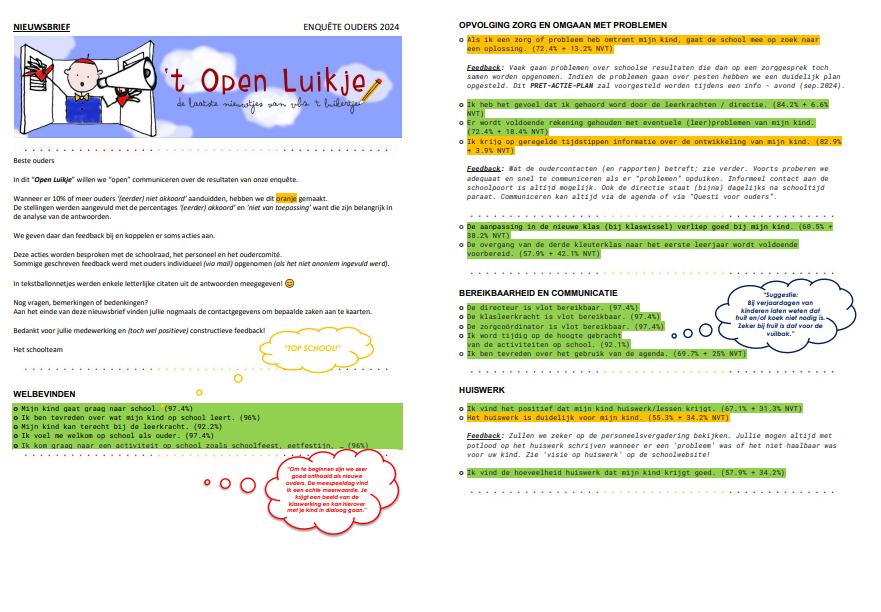 NIEUWSBRIEF
ENQUÊTE OUDERS 2024
't Open Luikje
de laatste nieuwtjes van vbs 't luikertje
Beste ouders
In dit "Open Luikje" willen we "open" communiceren over de resultaten van onze enquête.
Wanneer er 10% of meer ouders '(eerder) niet akkoord' aanduidden, hebben we dit oranje gemaakt.
De stellingen werden aangevuld met de percentages '(eerder) akkoord' en 'niet van toepassing' want die zijn belangrijk in
de analyse van de antwoorden.
We geven daar dan feedback bij en koppelen er soms acties aan.
Deze acties werden besproken met de schoolraad, het personeel en het oudercomité.
Sommige geschreven feedback werd met ouders individueel (via mail) opgenomen (als het niet anoniem ingevuld werd).
In tekstballonnetjes werden enkele letterlijke citaten uit de antwoorden meegegeven! 😊
Nog vragen, bemerkingen of bedenkingen?
Aan het einde van deze nieuwsbrief vinden jullie nogmaals de contactgegevens om bepaalde zaken aan te kaarten.
Bedankt voor jullie medewerking en (toch wel positieve) constructieve feedback!
Het schoolteam
"TOP SCHOOL!"
WELBEVINDEN
o Mijn kind gaat graag naar school. (97.4%)
o Ik ben tevreden over wat mijn kind op school leert. (96%)
o Mijn kind kan terecht bij de leerkracht. (92.2%)
o Ik voel me welkom op school als ouder. (97.4%)
o Ik kom graag naar een activiteit op school zoals schoolfeest, eetfestijn, … (96%)
"Om te beginnen zijn we zeer
goed onthaald als nieuwe
ouders. De meespeeldag vind
ik een echte meerwaarde. Je
krijgt een beeld van de
klaswerking en kan hierover
met je kind in dialoog gaan."
OPVOLGING ZORG EN OMGAAN MET PROBLEMEN
o Als ik een zorg of probleem heb omtrent mijn kind, gaat de school mee op zoek naar
een oplossing. (72.4% + 13.2% NVT)
Feedback: Vaak gaan problemen over schoolse resultaten die dan op een zorggesprek toch
samen worden opgenomen. Indien de problemen gaan over pesten hebben we een duidelijk plan
opgesteld. Dit PRET-ACTIE-PLAN zal voorgesteld worden tijdens een info - avond (sep.2024).
o Ik heb het gevoel dat ik gehoord word door de leerkrachten / directie. (84.2% + 6.6%
NVT)
o Er wordt voldoende rekening gehouden met eventuele (leer)problemen van mijn kind.
(72.4% + 18.4% NVT)
o Ik krijg op geregelde tijdstippen informatie over de ontwikkeling van mijn kind. (82.9%
+ 3.9% NVT)
Feedback: Wat de oudercontacten (en rapporten) betreft; zie verder. Voorts proberen we
adequaat en snel te communiceren als er "problemen" opduiken. Informeel contact aan de
schoolpoort is altijd mogelijk. Ook de directie staat (bijna) dagelijks na schooltijd
paraat. Communiceren kan altijd via de agenda of via "Questi voor ouders".
o De aanpassing in de nieuwe klas (bij klaswissel) verliep goed bij mijn kind. (60.5% +
38.2% NVT)
o De overgang van de derde kleuterklas naar het eerste leerjaar werd voldoende
voorbereid. (57.9% + 42.1% NVT)
BEREIKBAARHEID EN COMMUNICATIE
o De directeur is vlot bereikbaar. (97.4%)
o De klasleerkracht is vlot bereikbaar. (97.4%)
o De zorgcoördinator is vlot bereikbaar. (97.4%)
o Ik word tijdig op de hoogte gebracht
van de activiteiten op school. (92.1%)
o Ik ben tevreden over het gebruik van de agenda. (69.7% + 25% NVT)
"Suggestie:
Bij verjaardagen van
kinderen laten weten dat
fruit en/of koek niet nodig is.
Zeker bij fruit is dat voor de
vuilbak."
HUISWERK
o Ik vind het positief dat mijn kind huiswerk/lessen krijgt. (67.1% + 31.3% NVT)
o Het huiswerk is duidelijk voor mijn kind. (55.3% + 34.2% NVT)
Feedback: Zullen we zeker op de personeelsvergadering bekijken. Jullie mogen altijd met
potlood op het huiswerk schrijven wanneer er een 'probleem' was of het niet haalbaar was
voor uw kind. Zie 'visie op huiswerk' op de schoolwebsite!
o Ik vind de hoeveelheid huiswerk dat mijn kind krijgt goed. (57.9% + 34.2%)